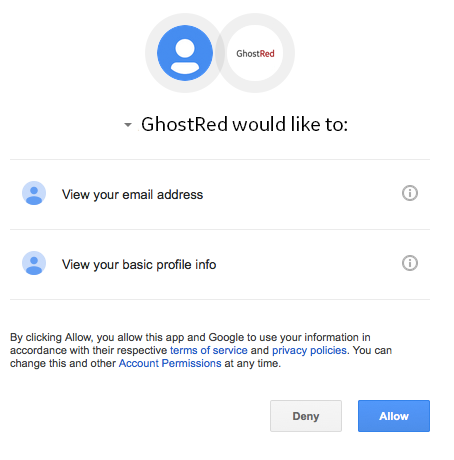 GhostRed
GhostRed would like to:
View your email address
View your basic profile info
By clicking Allow, you allow this app and Google to use your information in
accordance with their respective terms of service and privacy policies. You can
change this and other Account Permissions at any time.
Deny Allow